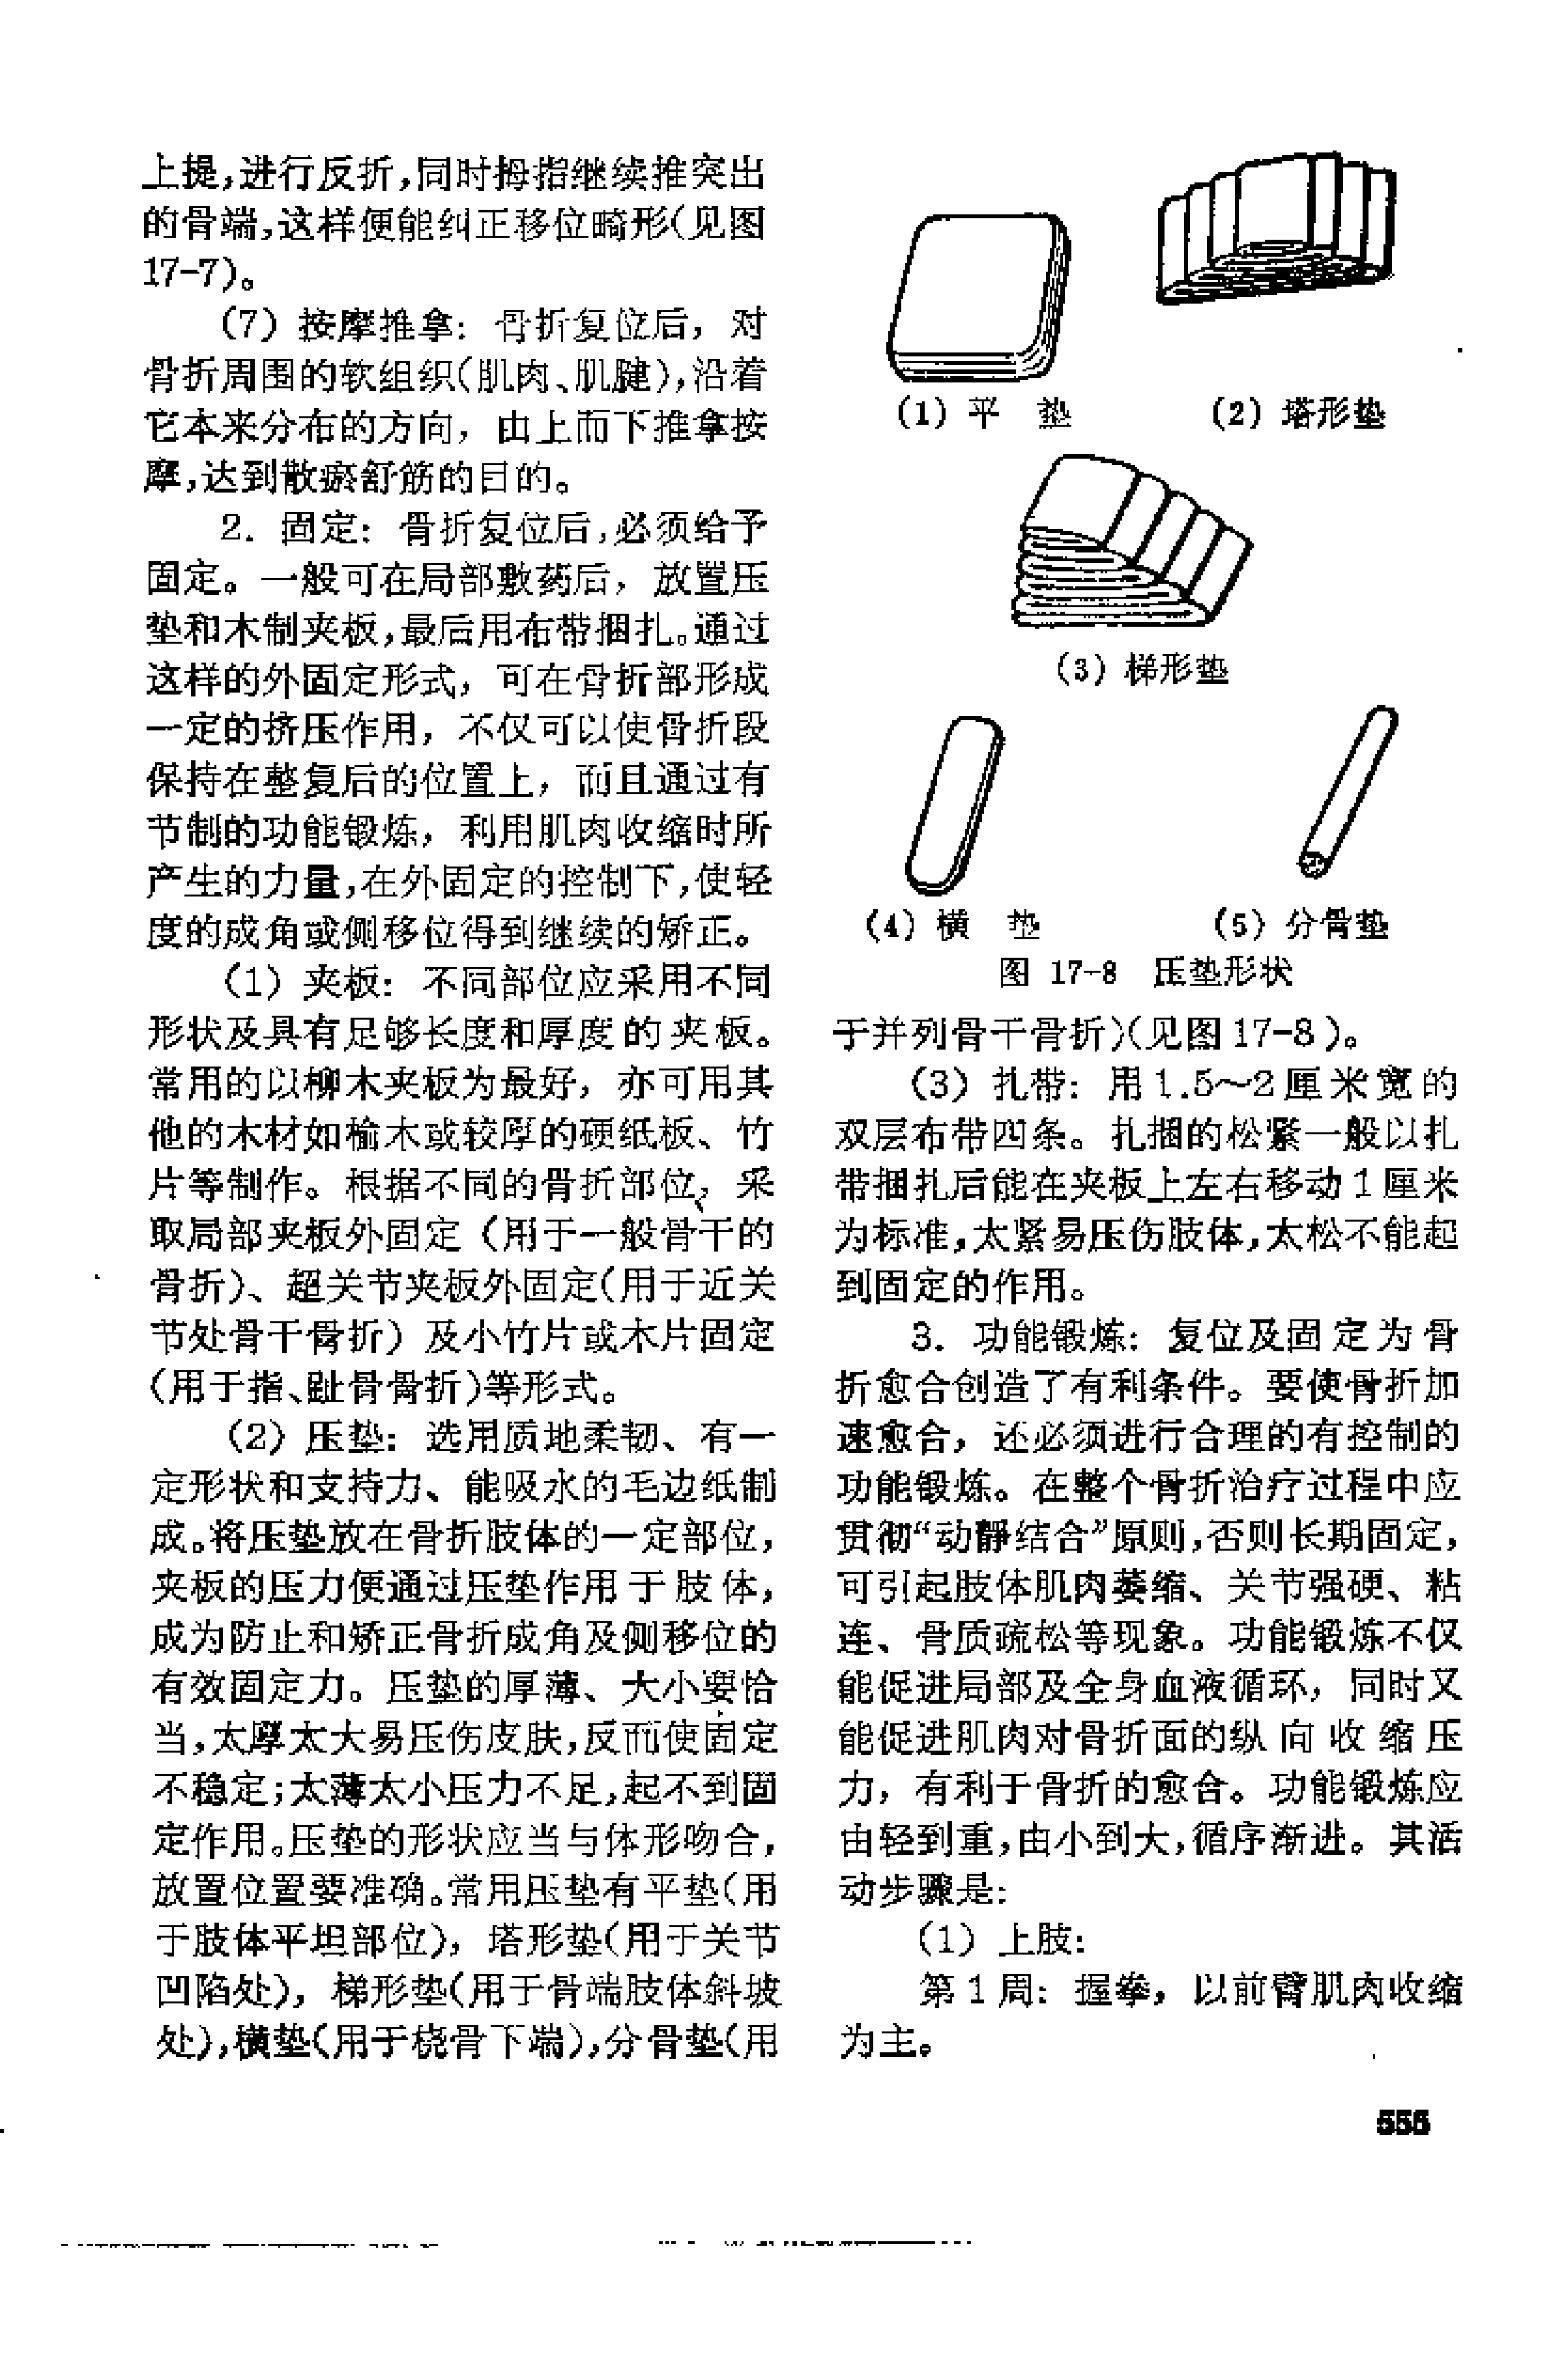 上提,进行反折,同时拇指继续推突出
的骨端,这样便能纠正移位畸形(见图
17-7)。
(7) 按摩推拿: 骨折复位后，对
骨折周围的软组织(肌肉、肌腱),沿着
它本来分布的方向，由上而下推拿按
摩,达到散瘀舒筋的目的。
2. 固定: 骨折复位后,必须给予
固定。一般可在局部敷药后，放置压
垫和木制夹板,最后用布带捆扎。通过
这样的外固定形式，可在骨折部形成
一定的挤压作用，不仅可以使骨折段
保持在整复后的位置上，而且通过有
节制的功能锻炼，利用肌肉收缩时所
产生的力量,在外固定的控制下,使轻
度的成角或侧移位得到继续的矫正。
(1) 夹板: 不同部位应采用不同
形状及具有足够长度和厚度的夹板。
常用的以柳木夹板为最好，亦可用其
他的木材如榆木或较厚的硬纸板、竹
片等制作。根据不同的骨折部位，采
取局部夹板外固定（用于一般骨干的
骨折)、超关节夹板外固定(用于近关
节处骨干骨折）及小竹片或木片固定
(用于指、趾骨骨折)等形式。
(2) 压垫: 选用质地柔韧、有一
定形状和支持力、能吸水的毛边纸制
成。将压垫放在骨折肢体的一定部位，
夹板的压力便通过压垫作用于肢体，
成为防止和矫正骨折成角及侧移位的
有效固定力。压垫的厚薄、大小要恰
当,太厚太大易压伤皮肤,反而使固定
不稳定;太薄太小压力不足,起不到固
定作用。压垫的形状应当与体形吻合，
放置位置要准确。常用压垫有平垫(用
于肢体平坦部位)，塔形垫(用于关节
凹陷处)，梯形垫(用于骨端肢体斜坡
处),横垫(用于桡骨下端),分骨垫(用
(1) 平　垫
(2) 塔形垫
(3) 梯形垫
(4) 横　垫
(5) 分骨垫
图 17-8　压垫形状
于并列骨干骨折)(见图17-8)。
(3) 扎带: 用1.5～2厘米宽的
双层布带四条。扎捆的松紧一般以扎
带捆扎后能在夹板上左右移动1厘米
为标准,太紧易压伤肢体,太松不能起
到固定的作用。
3. 功能锻炼: 复位及固定为骨
折愈合创造了有利条件。要使骨折加
速愈合，还必须进行合理的有控制的
功能锻炼。在整个骨折治疗过程中应
贯彻“动静结合”原则,否则长期固定，
可引起肢体肌肉萎缩、关节强硬、粘
连、骨质疏松等现象。功能锻炼不仅
能促进局部及全身血液循环，同时又
能促进肌肉对骨折面的纵向收缩压
力，有利于骨折的愈合。功能锻炼应
由轻到重,由小到大,循序渐进。其活
动步骤是:
(1) 上肢:
第1周: 握拳，以前臂肌肉收缩
为主。
555